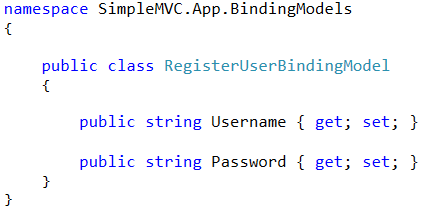 namespace SimpleMVC.App.BindingModels
{
public class RegisterUserBindingModel
{
public string Username { get; set; }
public string Password { get; set; }
}
}